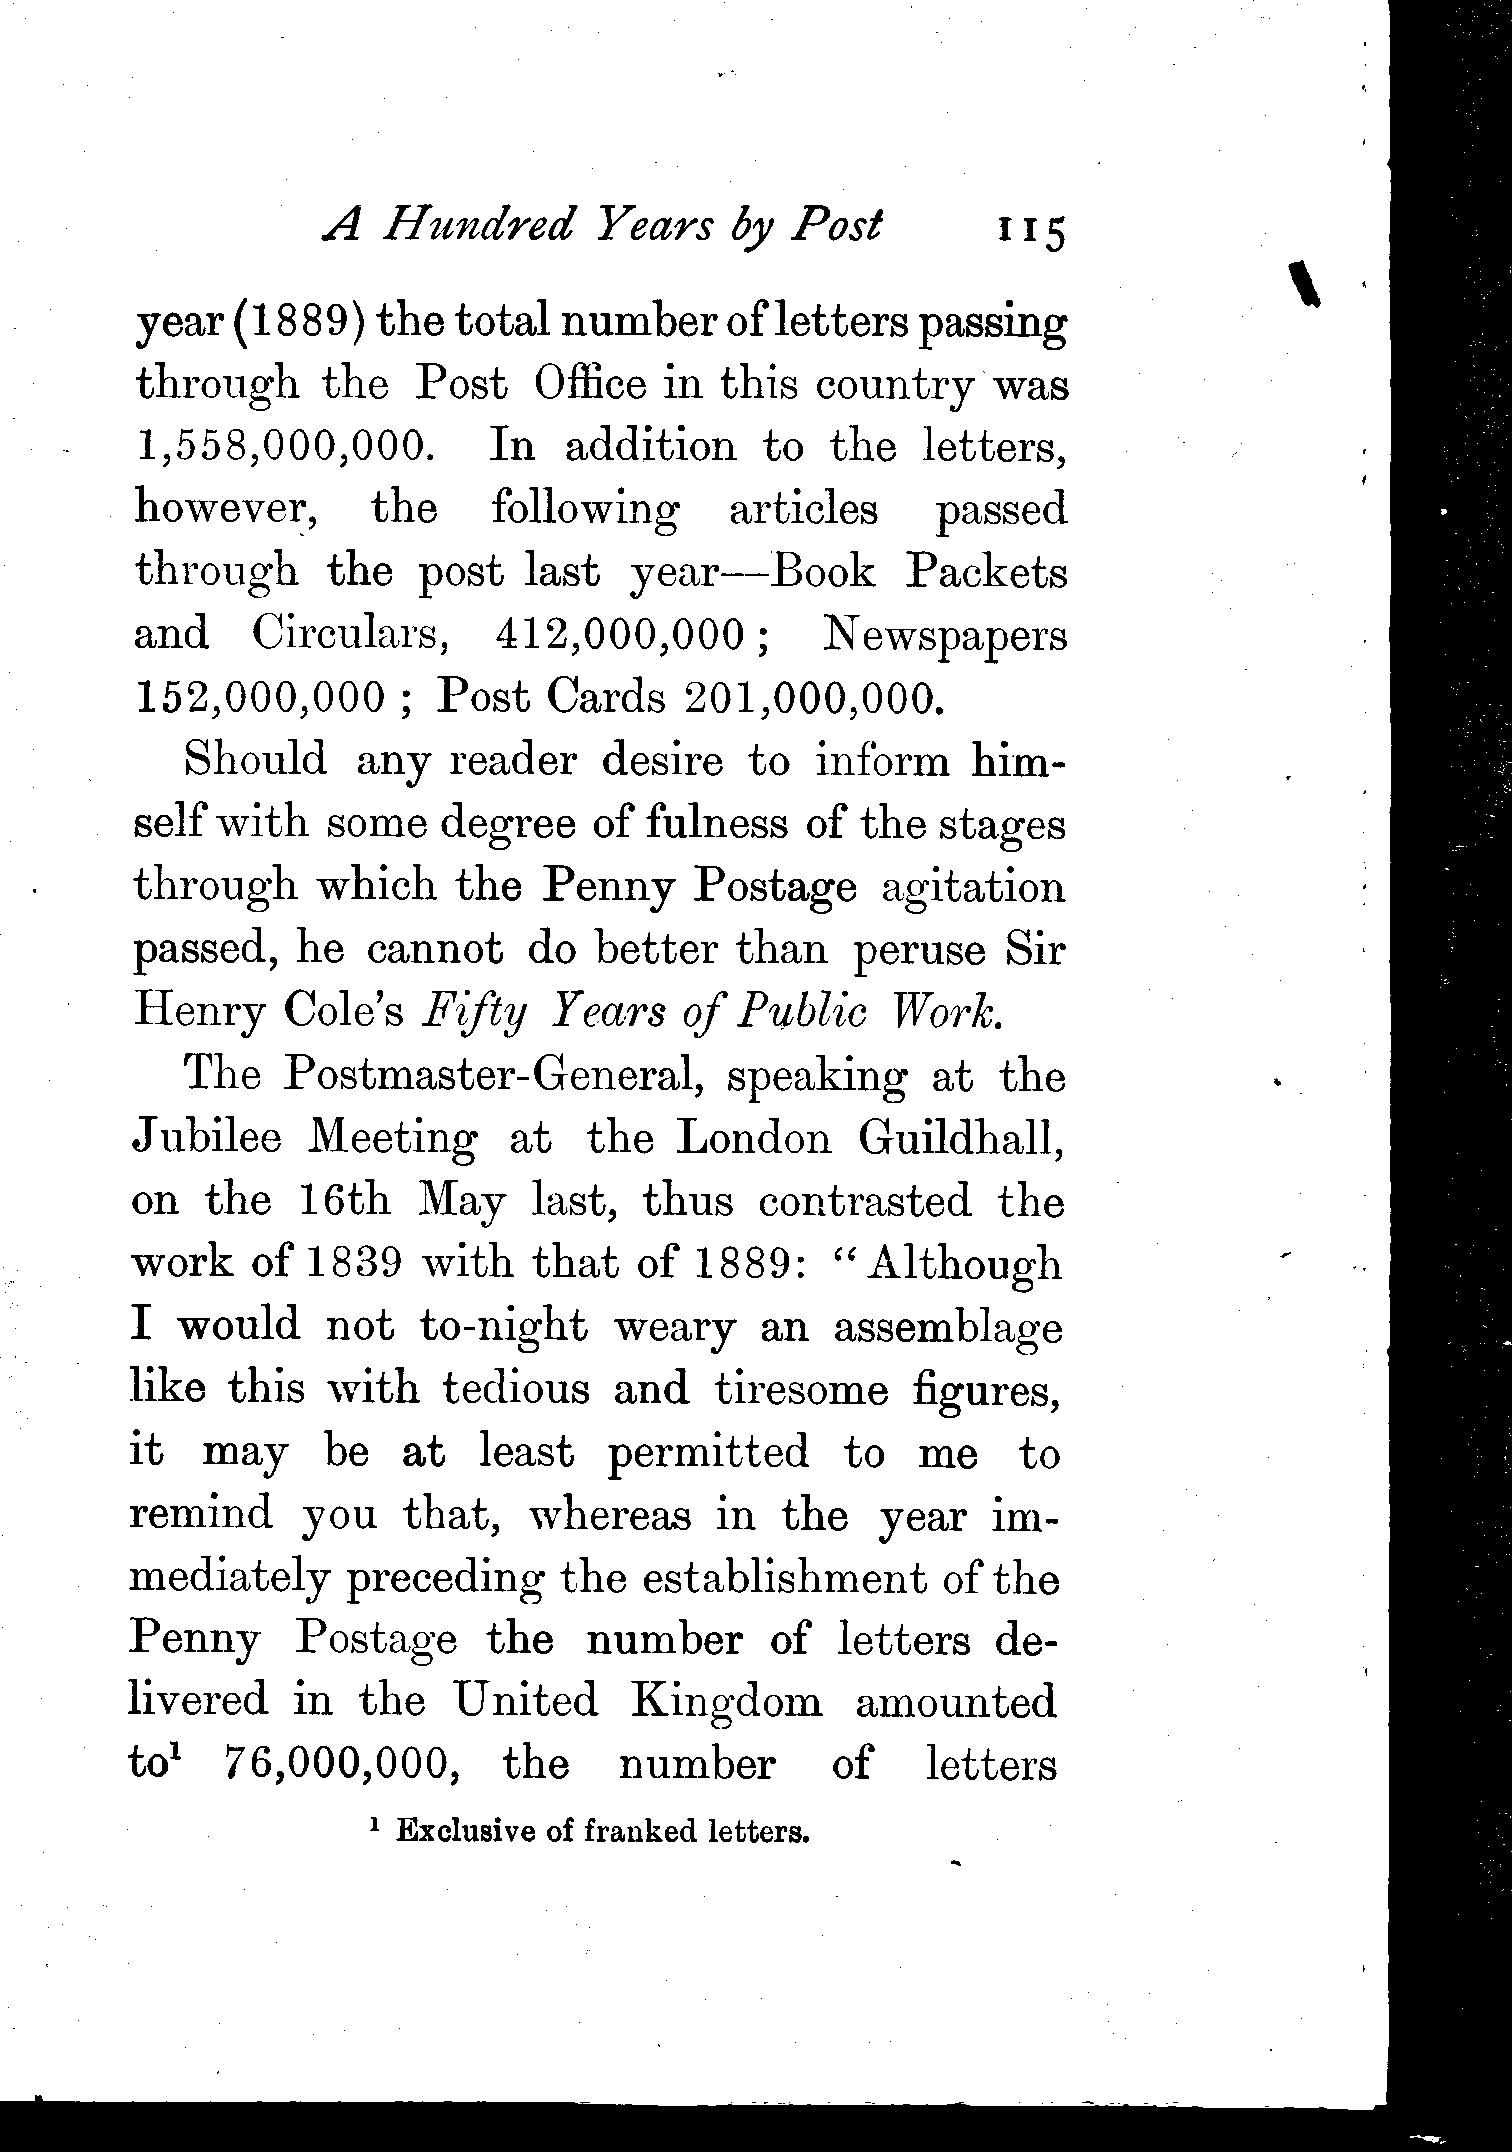 A Hundred Years by Post 115
year (1889) the total number of letters passing
through the Post Office in this country was
1,558,000,000. In addition to the letters,
however, the following articles passed
through the post last year—Book Packets
and Circulars, 412,000,000; Newspapers
152,000,000; Post Cards 201,000,000.
Should any reader desire to inform him-
self with some degree of fulness of the stages
through which the Penny Postage agitation
passed, he cannot do better than peruse Sir
Henry Cole's Fifty Years of Public Work.
The Postmaster-General, speaking at the
Jubilee Meeting at the London Guildhall,
on the 16th May last, thus contrasted the
work of 1839 with that of 1889: "Although
I would not to-night weary an assemblage
like this with tedious and tiresome figures,
it may be at least permitted to me to
remind you that, whereas in the year im-
mediately preceding the establishment of the
Penny Postage the number of letters de-
livered in the United Kingdom amounted
to¹ 76,000,000, the number of letters
¹ Exclusive of franked letters.